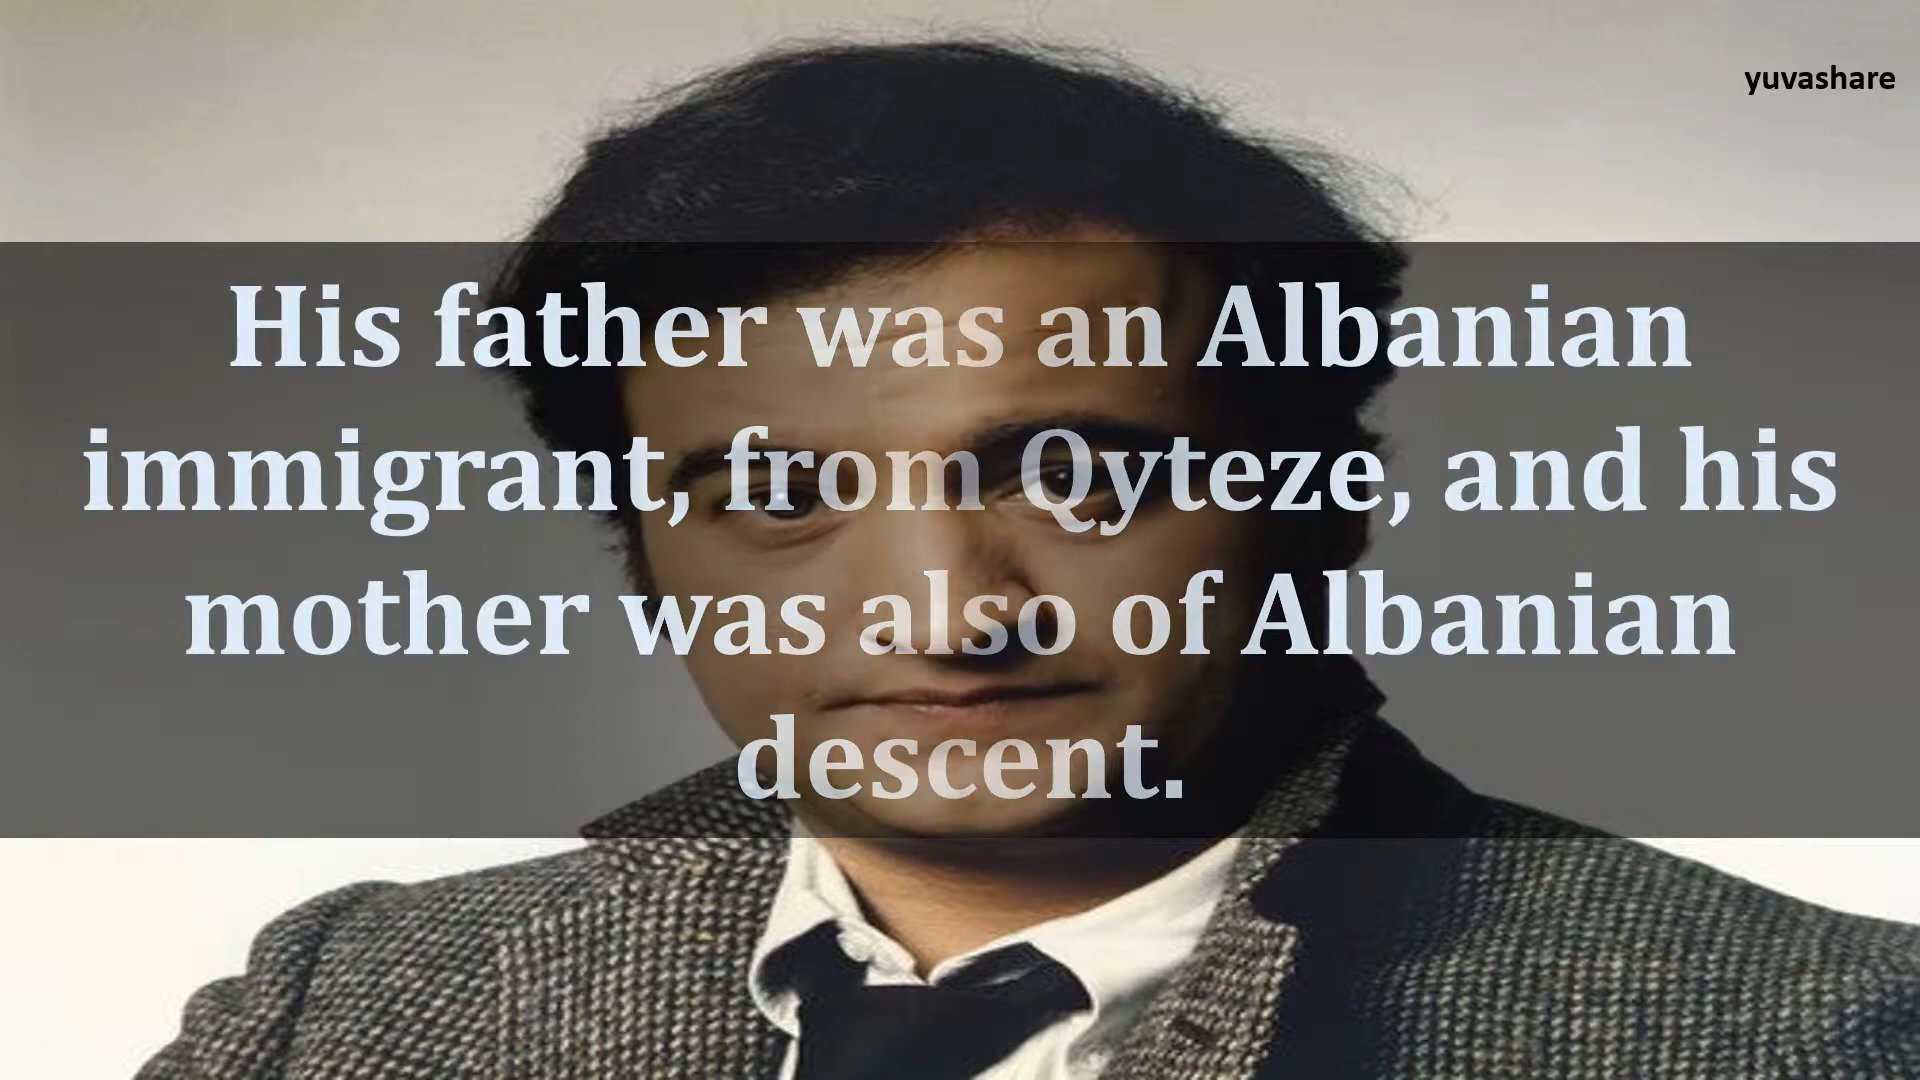 yuvashare
His father was an Albanian
immigrant, from Qyteze, and his
mother was also of Albanian
descent.